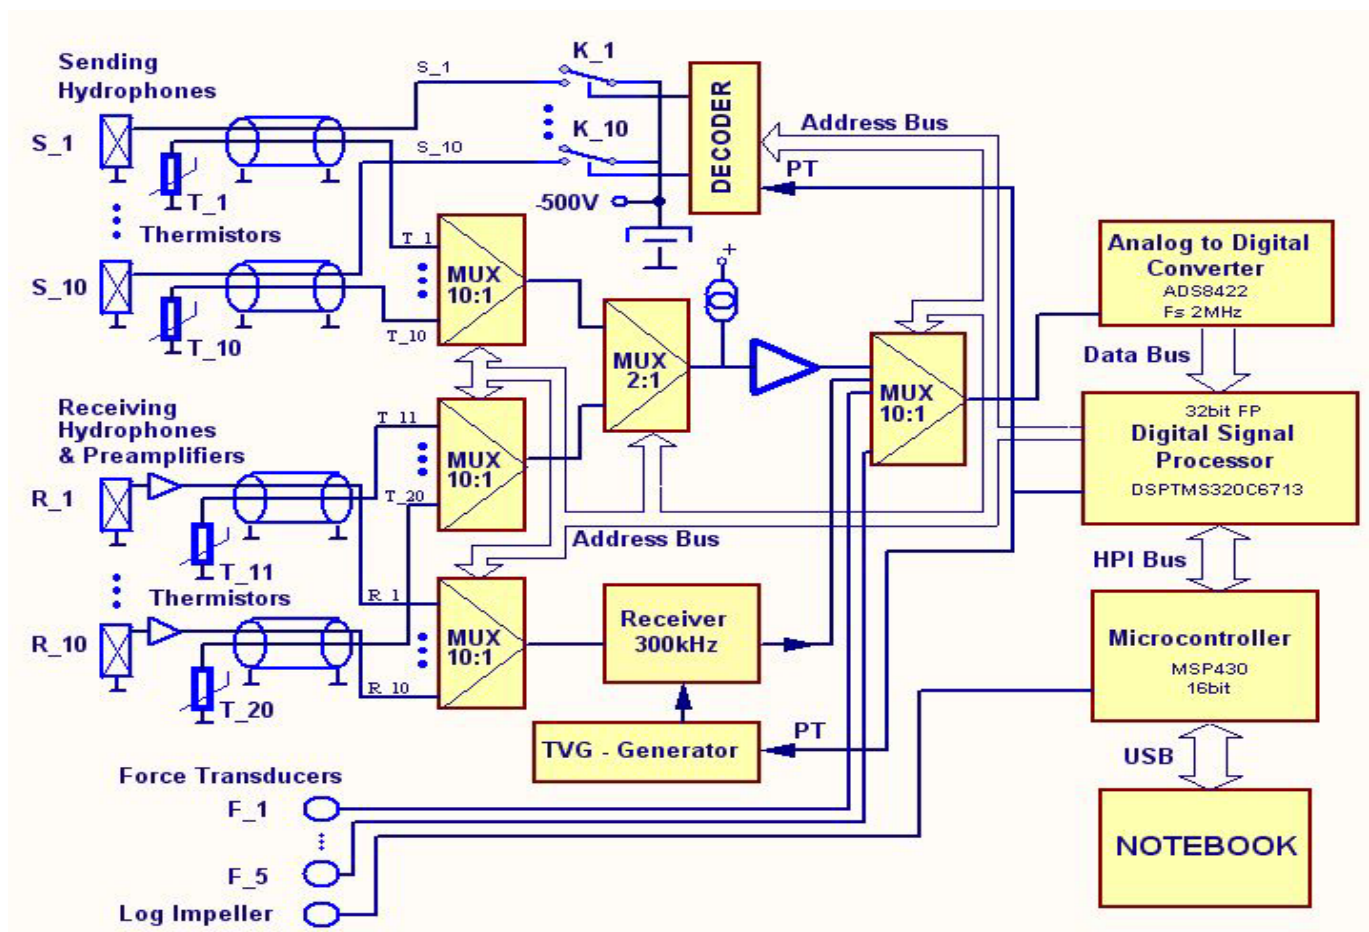 Sending
Hydrophones
S_1
T_1
Thermistors
S_10
T_10
S_1
S_10
K_1
K_10
-500V
DECODER
Address Bus
PT
T_1
MUX
10:1
T_10
+
MUX
2:1
MUX
10:1
Analog to Digital
Converter
ADS8422
Fs 2MHz
Data Bus
32bit FP
Digital Signal
Processor
DSPTMS320C6713
HPI Bus
Microcontroller
MSP430
16bit
USB
NOTEBOOK
Receiving
Hydrophones
& Preamplifiers
R_1
T_11
Thermistors
R_10
T_20
T_11
MUX
10:1
T_20
Address Bus
R_1
MUX
10:1
R_10
Receiver
300kHz
TVG - Generator
PT
Force Transducers
F_1
F_5
Log Impeller